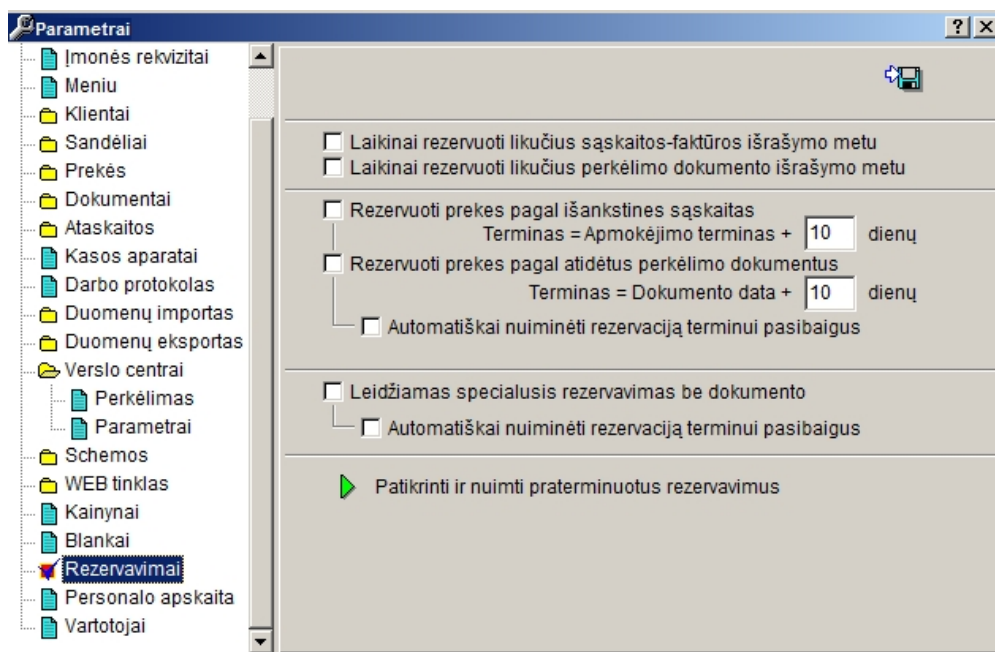 Parametrai
Įmonės rekvizitai
Meniu
Klientai
Sandėliai
Prekės
Dokumentai
Ataskaitos
Kasos aparatai
Darbo protokolas
Duomenų importas
Duomenų eksportas
Verslo centrai
Perkėlimas
Parametrai
Schemos
WEB tinklas
Kainynai
Blankai
Rezervavimai
Personalo apskaita
Vartotojai
Laikinai rezervuoti likučius sąskaitos-faktūros išrašymo metu
Laikinai rezervuoti likučius perkėlimo dokumento išrašymo metu
Rezervuoti prekes pagal išankstines sąskaitas
Terminas = Apmokėjimo terminas + 10 dienų
Rezervuoti prekes pagal atidėtus perkėlimo dokumentus
Terminas = Dokumento data + 10 dienų
Automatiškai nuiminėti rezervaciją terminui pasibaigus
Leidžiamas specialusis rezervavimas be dokumento
Automatiškai nuiminėti rezervaciją terminui pasibaigus
Patikrinti ir nuimti praterminuotus rezervavimus